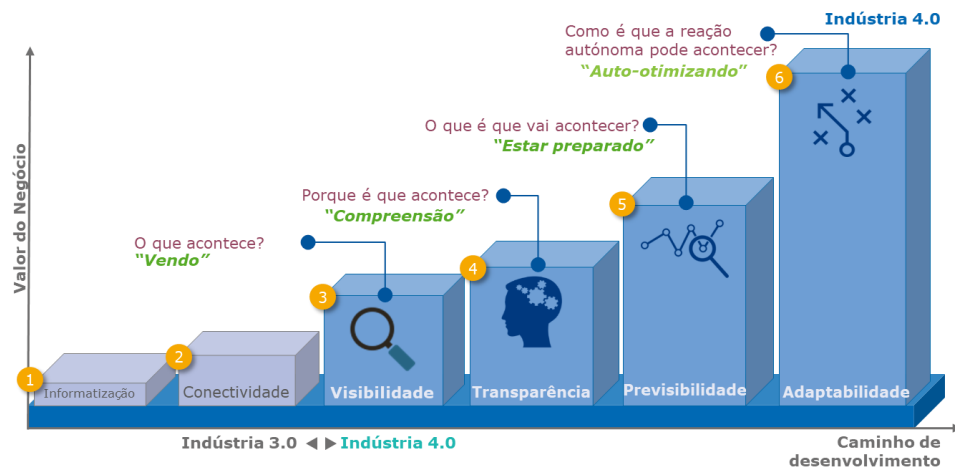 Indústria 4.0
Como é que a reação
autónoma pode acontecer?
“Auto-otimizando”
6
O que é que vai acontecer?
“Estar preparado”
5
Porque é que acontece?
“Compreensão”
4
O que acontece?
“Vendo”
3
2
1
Valor do Negócio
Informatização
Conectividade
Visibilidade
Transparência
Previsibilidade
Adaptabilidade
Indústria 3.0 ◄ ► Indústria 4.0
Caminho de
desenvolvimento